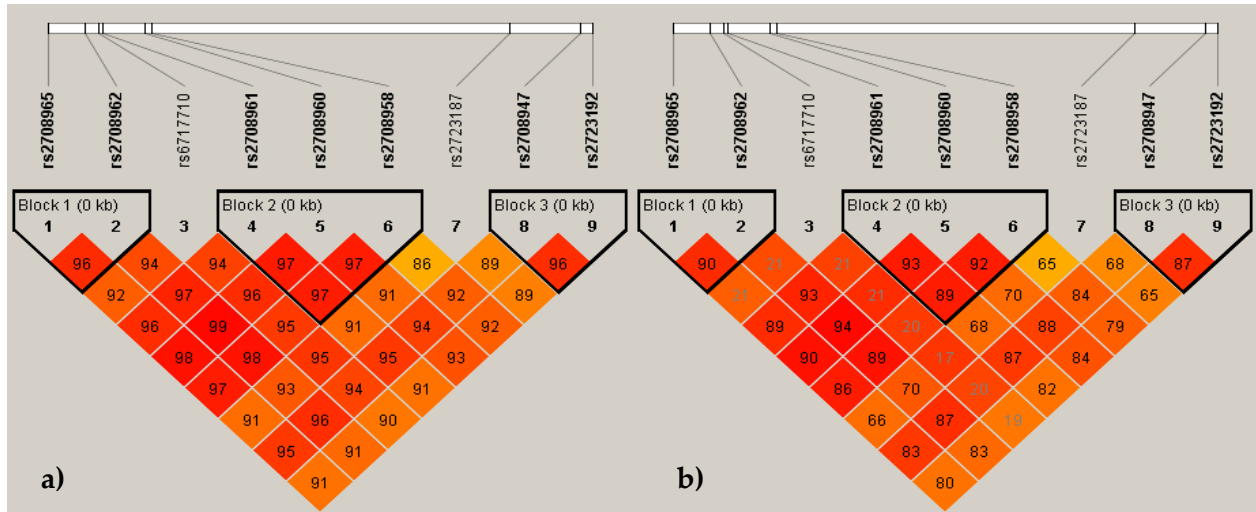 rs2708965
rs2708962
rs6717710
rs2708961
rs2708960
rs2708958
rs2723187
rs2708947
rs2723192
Block 1 (0 kb)
Block 2 (0 kb)
Block 3 (0 kb)
1 2 3 4 5 6 7 8 9
96 94 94 97 97 86 89 96
92 97 96 97 91 92 89
96 99 95 91 94 92
98 98 95 95 93
97 93 94 91
91 96 90
95 91
91
a)
rs2708965
rs2708962
rs6717710
rs2708961
rs2708960
rs2708958
rs2723187
rs2708947
rs2723192
Block 1 (0 kb)
Block 2 (0 kb)
Block 3 (0 kb)
1 2 3 4 5 6 7 8 9
90 21 21 93 92 65 68 87
21 93 21 89 70 84 65
89 94 20 68 88 79
90 89 17 87 84
86 70 20 82
66 87 19
83 83
80
b)